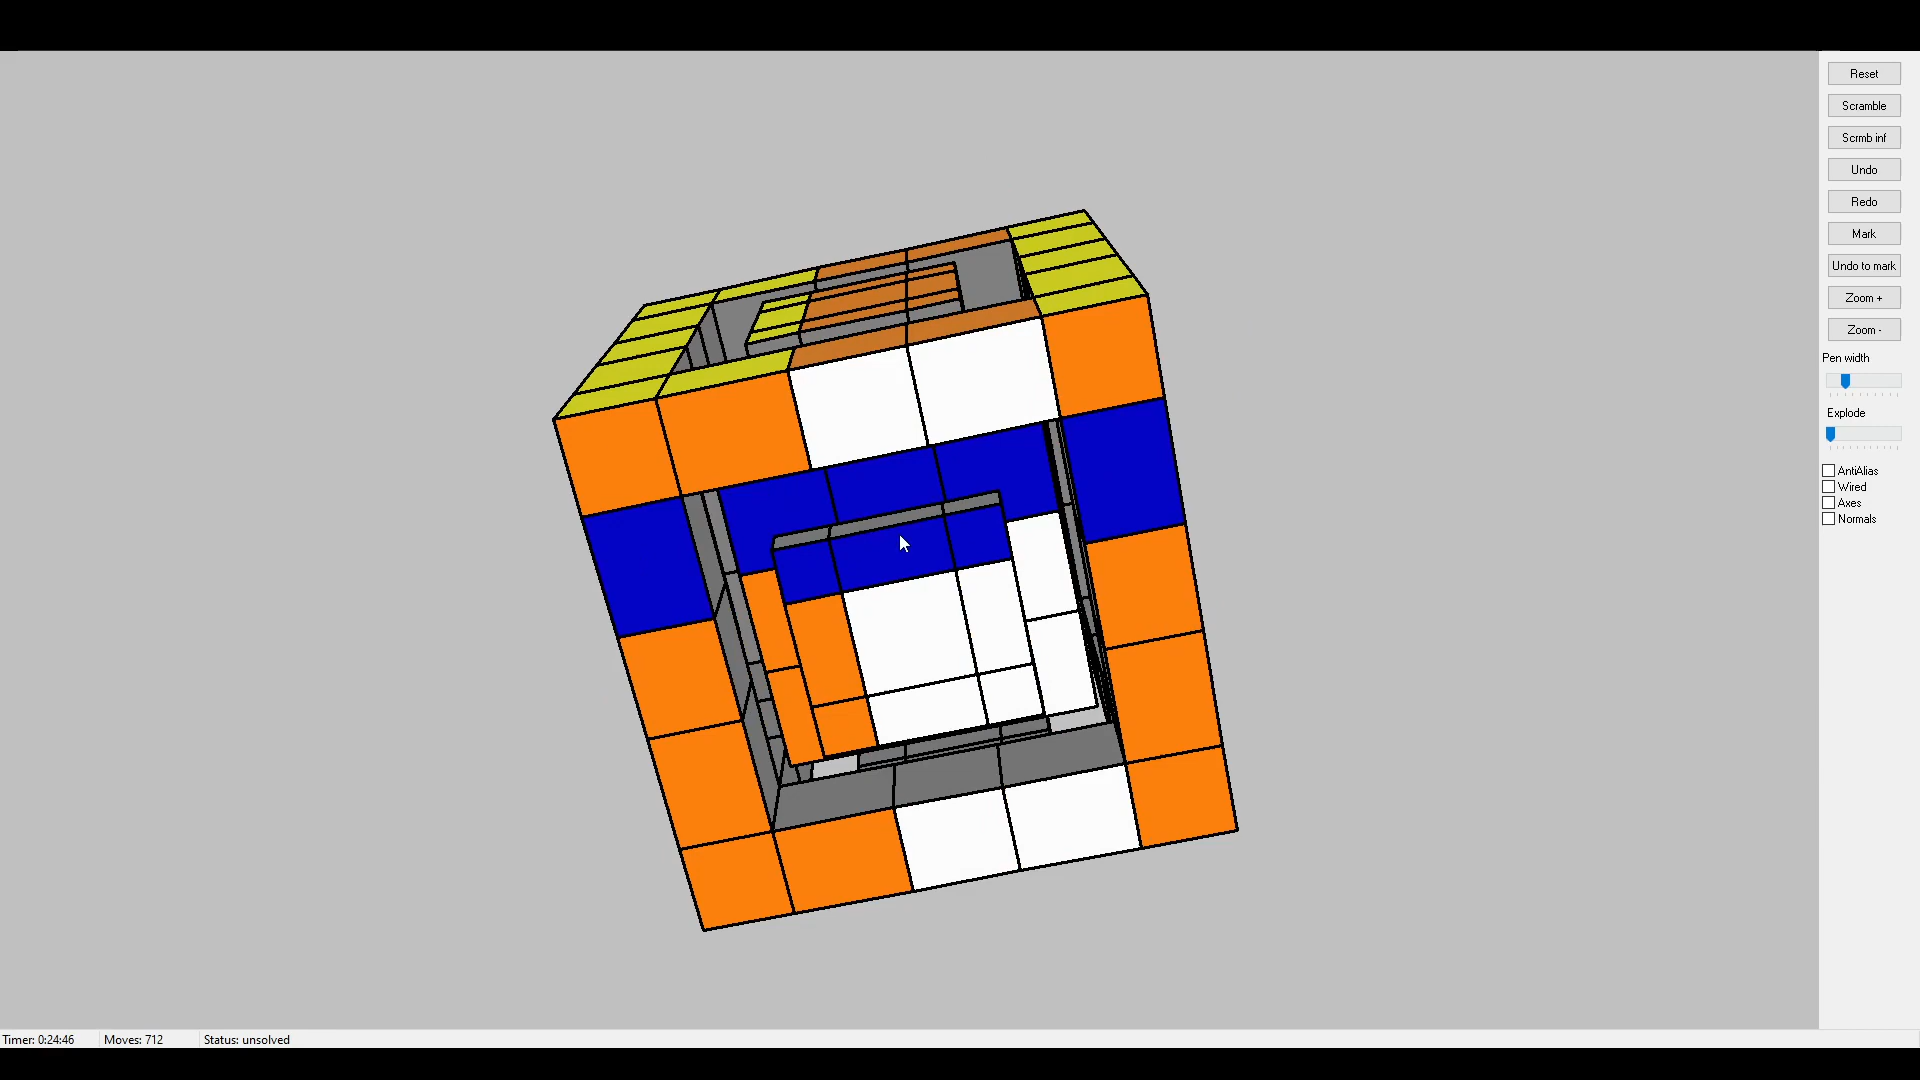 Reset
Scramble
Scrmb inf
Undo
Redo
Mark
Undo to mark
Zoom +
Zoom -
Pen width
Explode
AntiAlias
Wired
Axes
Normals
Timer: 0:24:46 Moves: 712 Status: unsolved